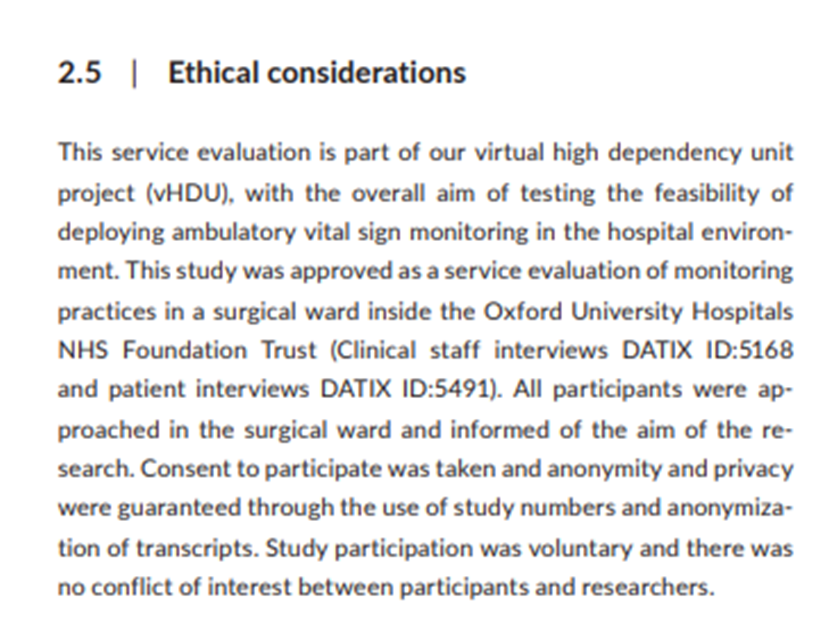 2.5 | Ethical considerations
This service evaluation is part of our virtual high dependency unit
project (vHDU), with the overall aim of testing the feasibility of
deploying ambulatory vital sign monitoring in the hospital environ-
ment. This study was approved as a service evaluation of monitoring
practices in a surgical ward inside the Oxford University Hospitals
NHS Foundation Trust (Clinical staff interviews DATIX ID:5168
and patient interviews DATIX ID:5491). All participants were ap-
proached in the surgical ward and informed of the aim of the re-
search. Consent to participate was taken and anonymity and privacy
were guaranteed through the use of study numbers and anonymiza-
tion of transcripts. Study participation was voluntary and there was
no conflict of interest between participants and researchers.